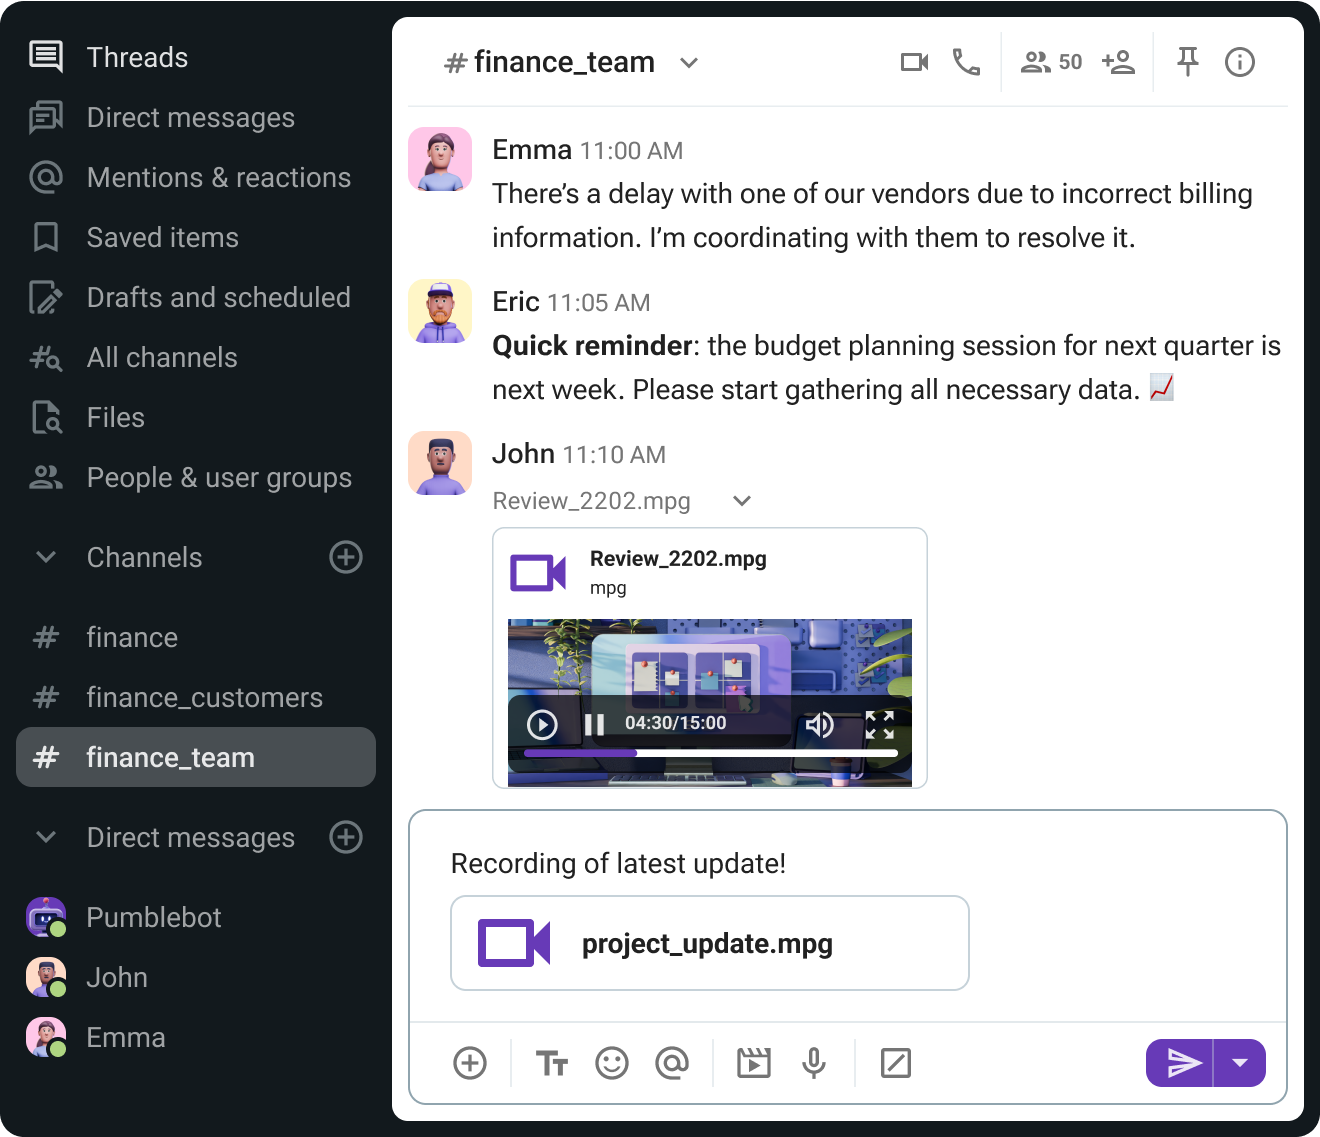 Threads
Direct messages
Mentions & reactions
Saved items
Drafts and scheduled
All channels
Files
People & user groups
Channels
# finance
# finance_customers
# finance_team
Direct messages
Pumblebot
John
Emma
# finance_team
50
Emma 11:00 AM
There’s a delay with one of our vendors due to incorrect billing
information. I’m coordinating with them to resolve it.
Eric 11:05 AM
Quick reminder: the budget planning session for next quarter is
next week. Please start gathering all necessary data. 📈
John 11:10 AM
Review_2202.mpg
Review_2202.mpg
mpg
04:30/15:00
Recording of latest update!
project_update.mpg